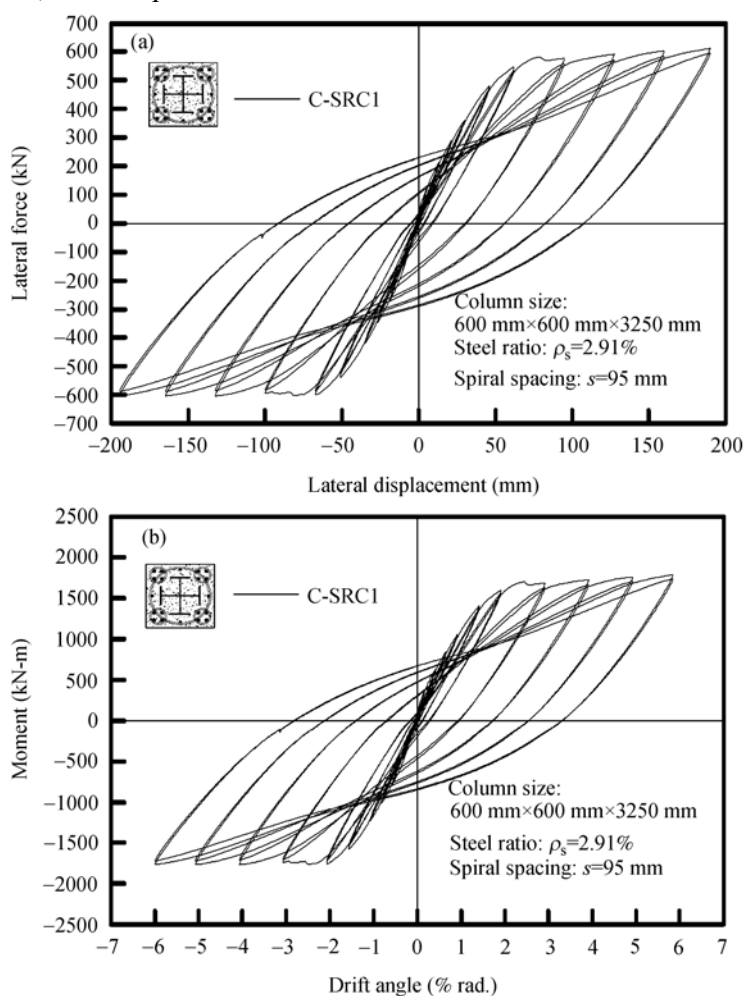 700
(a)
600
500
C-SRC1
400
300
200
100
0
−100
−200
−300
−400
−500
−600
−700
Lateral force (kN)
Column size:
600 mm×600 mm×3250 mm
Steel ratio: ρs=2.91%
Spiral spacing: s=95 mm
−200 −150 −100 −50 0 50 100 150 200
Lateral displacement (mm)
2500
(b)
2000
1500
C-SRC1
1000
500
0
−500
−1000
−1500
−2000
−2500
Moment (kN-m)
Column size:
600 mm×600 mm×3250 mm
Steel ratio: ρs=2.91%
Spiral spacing: s=95 mm
−7 −6 −5 −4 −3 −2 −1 0 1 2 3 4 5 6 7
Drift angle (% rad.)